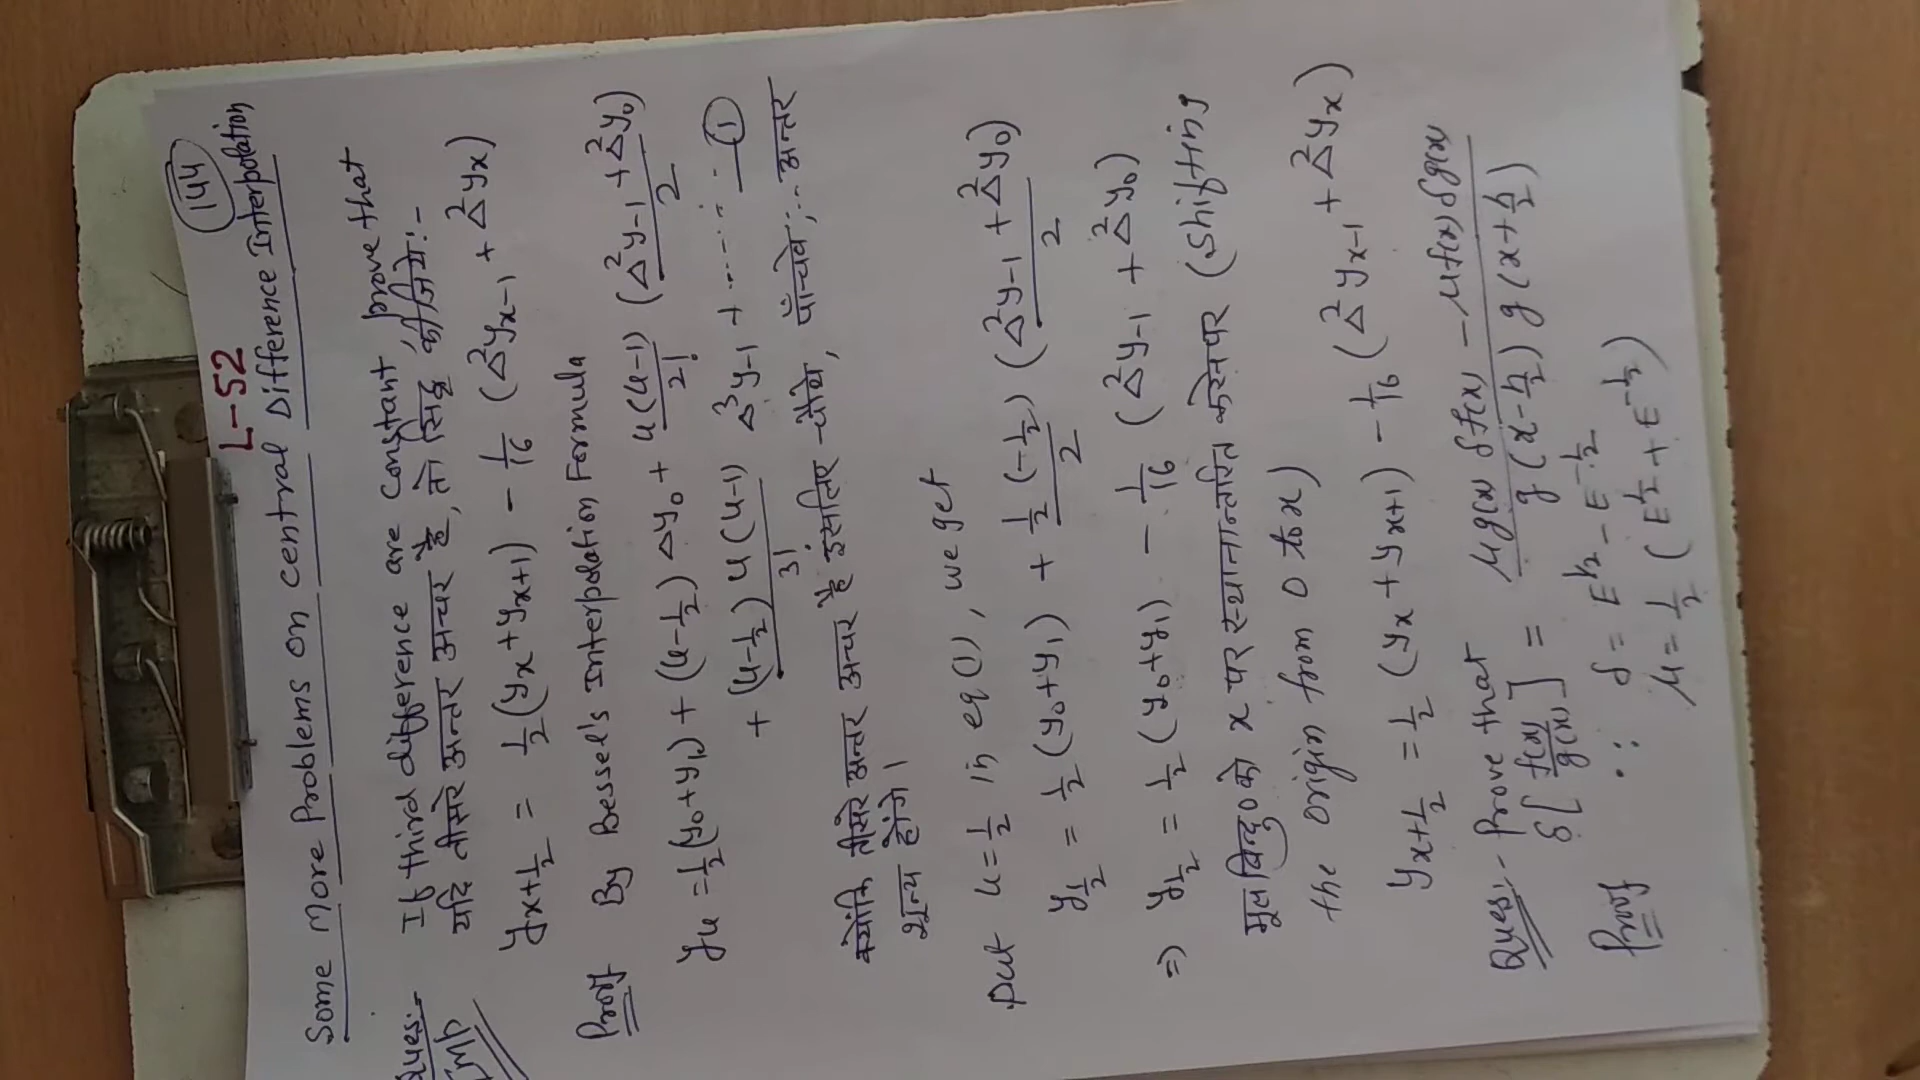 144
L-52
Some More Problems on Central Difference Interpolation
Ques:- If third difference are constant, prove that
IMP यदि तीसरे अन्तर अचर है, तो सिद्ध कीजिये:-
y_{x+1/2} = 1/2 (y_x + y_{x+1}) - 1/16 (Δ²y_{x-1} + Δ²y_x)
Proof By Bessel's Interpolation Formula
y_u = 1/2 (y_0 + y_1) + (u - 1/2) Δy_0 + u(u-1)/2! (Δ²y_{-1} + Δ²y_0)/2
+ (u - 1/2) u (u-1)/3! Δ³y_{-1} + ........ — ①
क्योंकि तीसरे अन्तर अचर है इसलिए चौथे, पाँचवे,... अन्तर
शून्य होंगे।
Put u = 1/2 in eq (1), we get
y_{1/2} = 1/2 (y_0 + y_1) + 1/2 (-1/2)/2 (Δ²y_{-1} + Δ²y_0)/2
⇒ y_{1/2} = 1/2 (y_0 + y_1) - 1/16 (Δ²y_{-1} + Δ²y_0)
मूल बिन्दु 0 को x पर स्थानान्तरित करने पर (shifting
the origin from 0 to x)
y_{x+1/2} = 1/2 (y_x + y_{x+1}) - 1/16 (Δ²y_{x-1} + Δ²y_x)
Ques:- Prove that
δ[f(x)/g(x)] = (μg(x) δf(x) - μf(x) δg(x))/(g(x - h/2) g(x + h/2))
Proof ∵ δ = E^{1/2} - E^{-1/2}
μ = 1/2 (E^{1/2} + E^{-1/2})